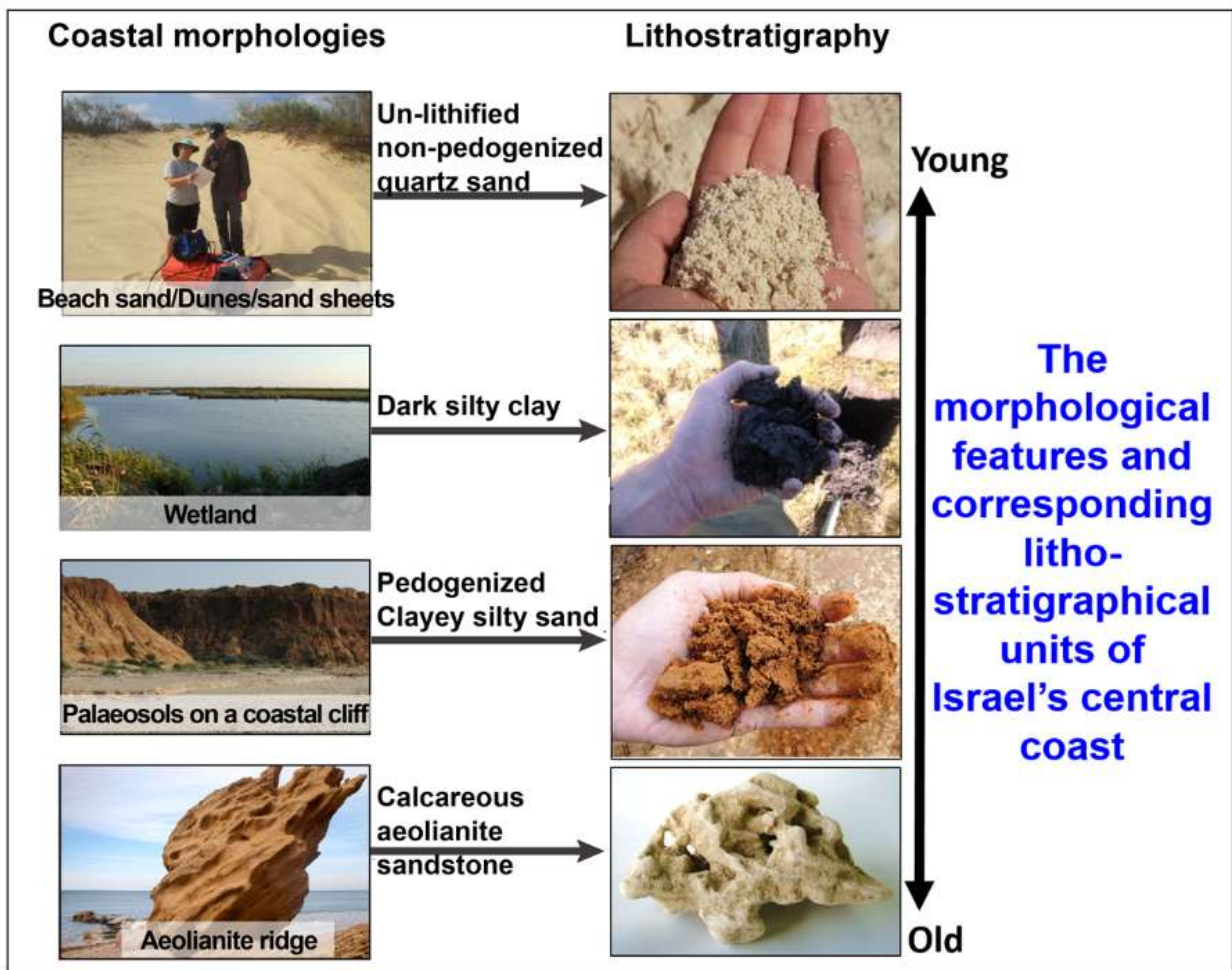 Coastal morphologies
Lithostratigraphy
Un-lithified
non-pedogenized
quartz sand
Beach sand/Dunes/sand sheets
Young
Dark silty clay
Wetland
Pedogenized
Clayey silty sand
Palaeosols on a coastal cliff
Calcareous
aeolianite
sandstone
Aeolianite ridge
Old
The
morphological
features and
corresponding
litho-
stratigraphical
units of
Israel’s central
coast